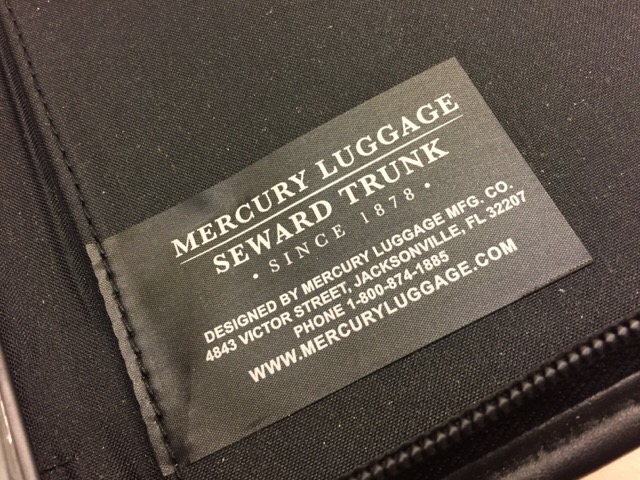 MERCURY LUGGAGE
SEWARD TRUNK
• SINCE 1878 •
DESIGNED BY MERCURY LUGGAGE MFG. CO.
4843 VICTOR STREET, JACKSONVILLE, FL 32207
PHONE 1-800-874-1885
WWW.MERCURYLUGGAGE.COM